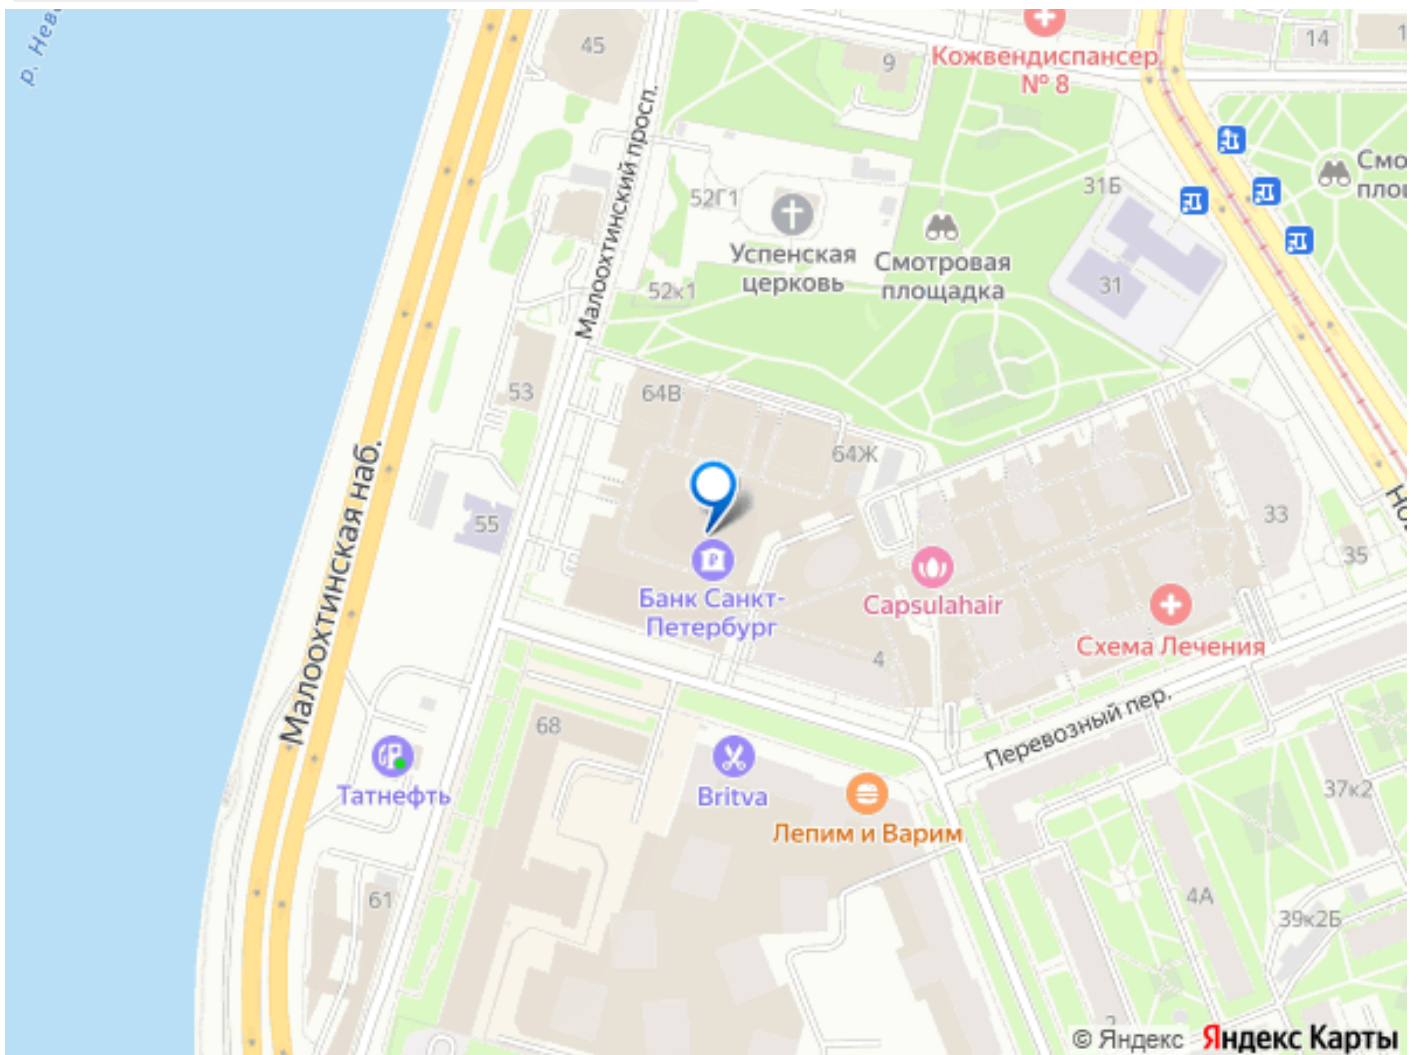 р. Нева
45
Кожвендиспансер
№ 8
9
14
Малоохтинский просп.
52Г1
Успенская
церковь
Смотровая
площадка
31Б
31
52к1
53
64В
64Ж
55
Малоохтинская наб.
Банк Санкт-
Петербург
Capsulahair
33
35
Схема Лечения
4
Перевозный пер.
68
Татнефть
Britva
Лепим и Варим
37к2
61
4А
39к2Б
2
© Яндекс Яндекс Карты